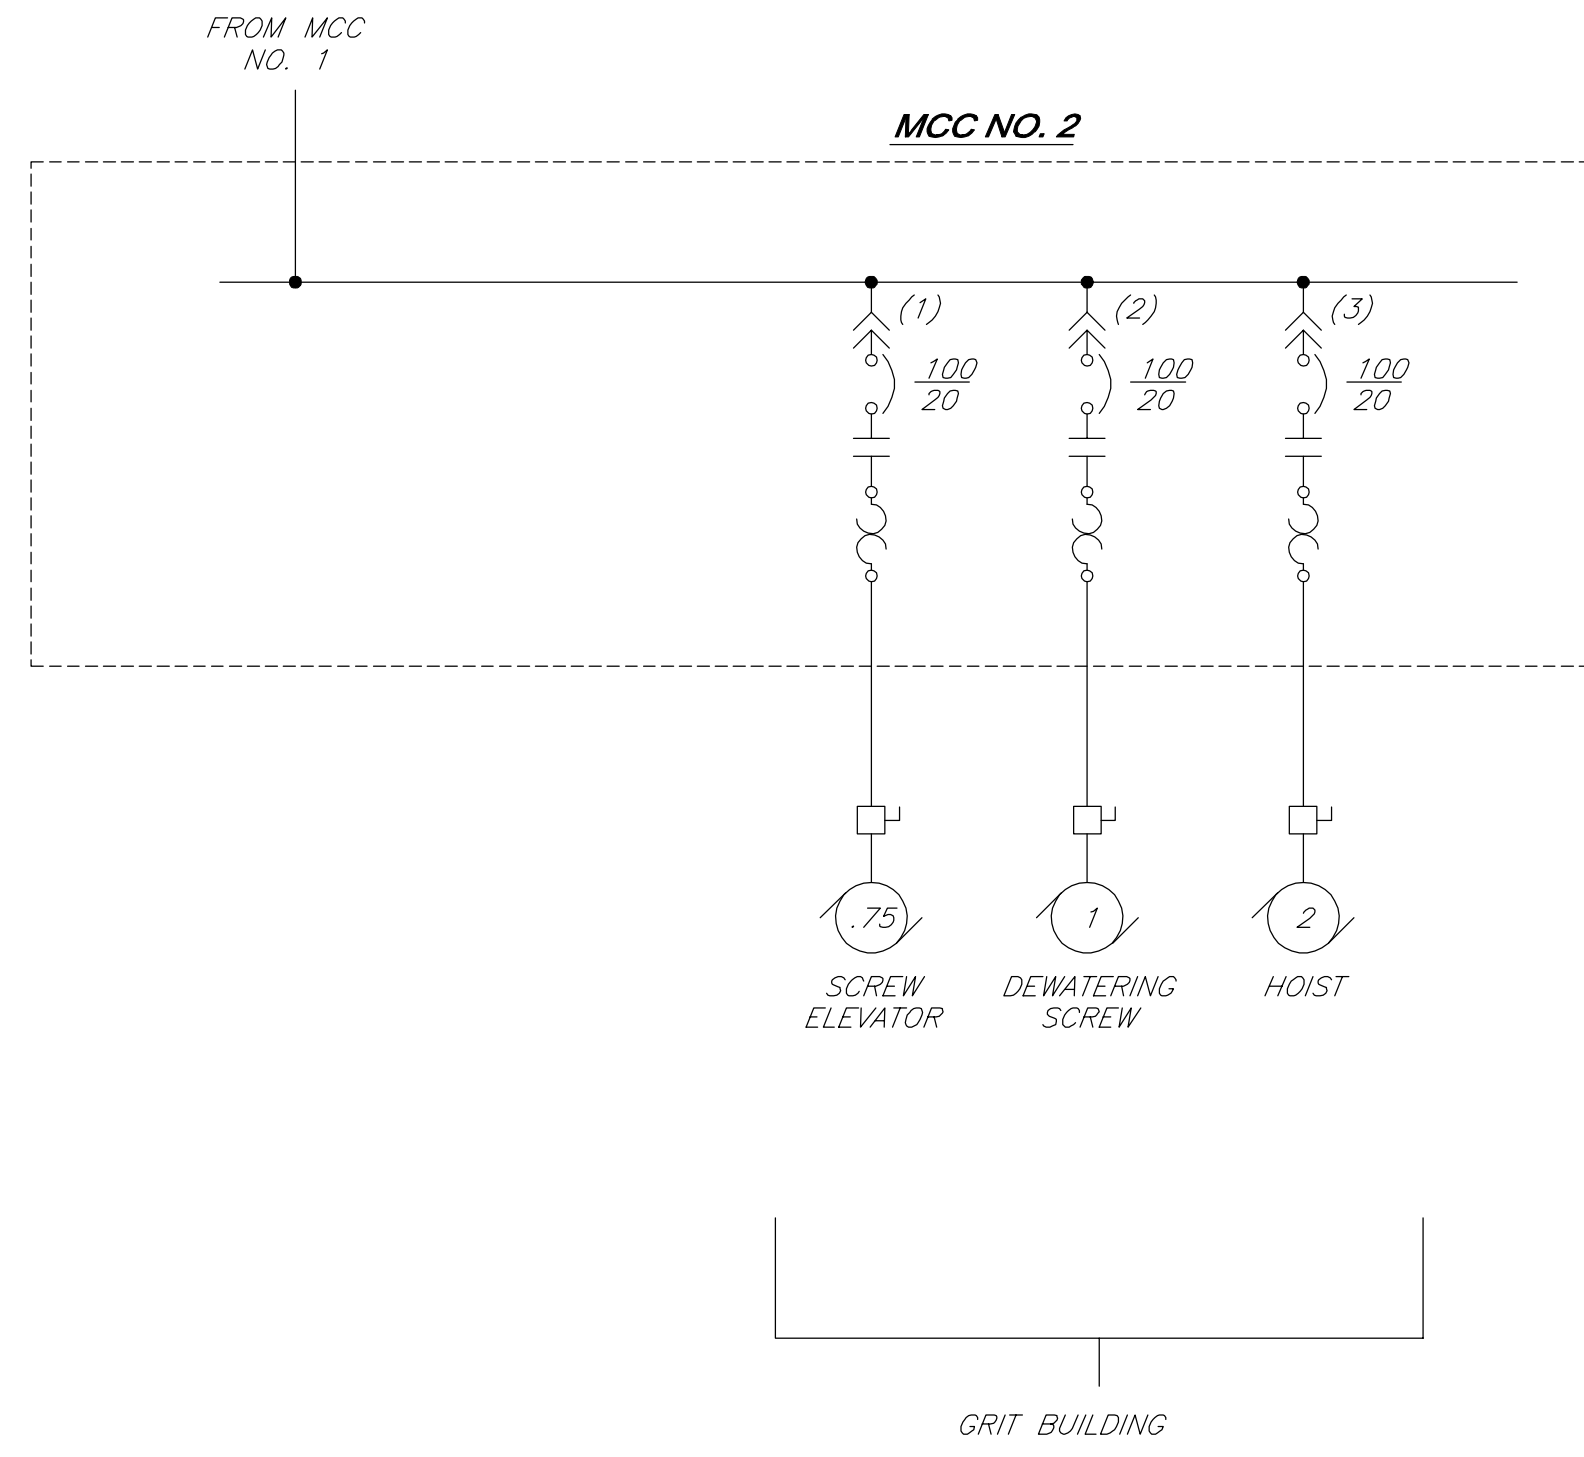 FROM MCC
NO. 1
MCC NO. 2
(1)
(2)
(3)
100
20
100
20
100
20
.75
1
2
SCREW
ELEVATOR
DEWATERING
SCREW
HOIST
GRIT BUILDING